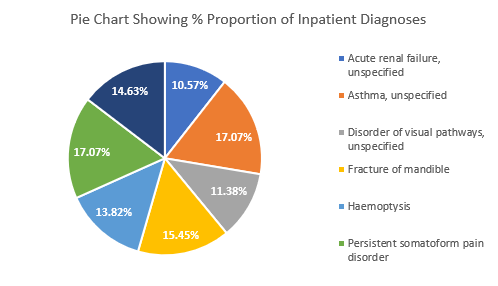 Pie Chart Showing % Proportion of Inpatient Diagnoses
10.57%
17.07%
11.38%
15.45%
13.82%
17.07%
14.63%
Acute renal failure,
unspecified
Asthma, unspecified
Disorder of visual pathways,
unspecified
Fracture of mandible
Haemoptysis
Persistent somatoform pain
disorder